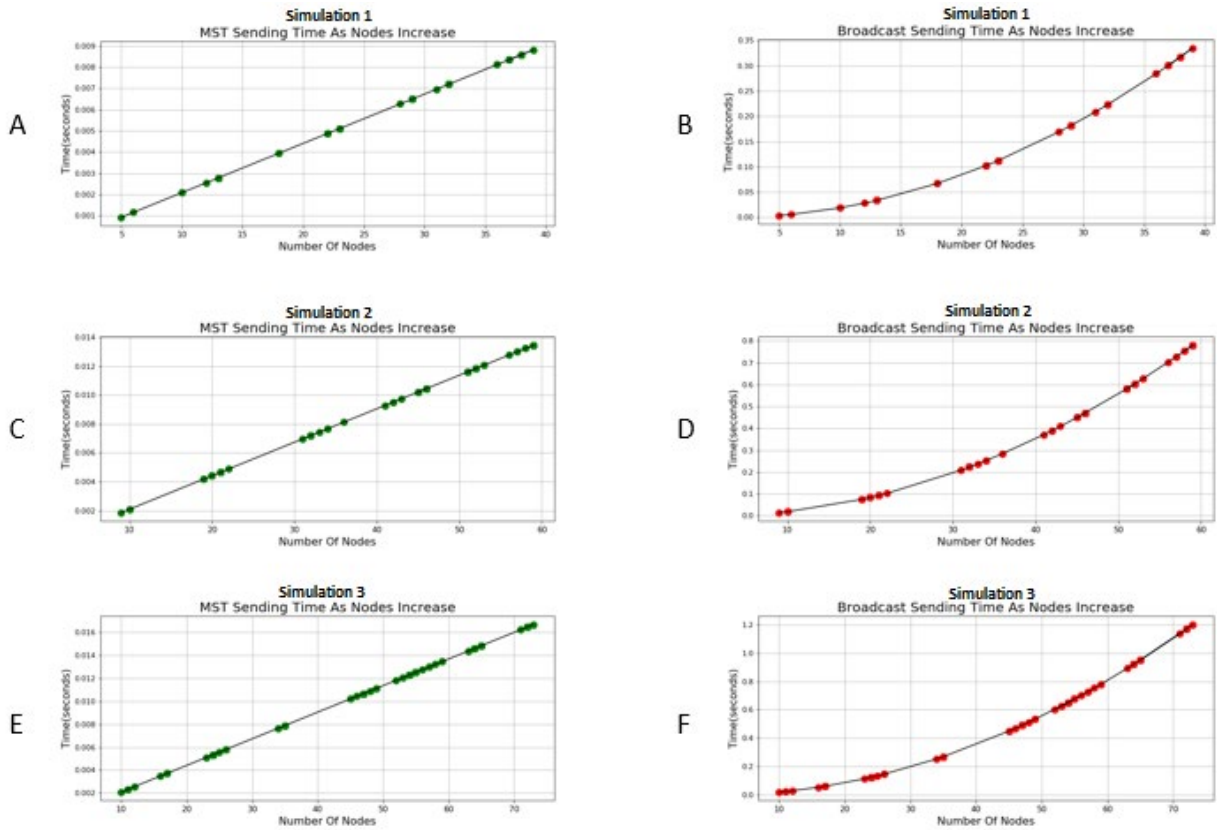 Simulation 1
MST Sending Time As Nodes Increase
0.009
0.008
0.007
0.006
0.005
0.004
0.003
0.002
0.001
Time(seconds)
A
5 10 15 20 25 30 35 40
Number Of Nodes
Simulation 1
Broadcast Sending Time As Nodes Increase
0.35
0.30
0.25
0.20
0.15
0.10
0.05
0.00
Time(seconds)
B
5 10 15 20 25 30 35 40
Number Of Nodes
Simulation 2
MST Sending Time As Nodes Increase
0.014
0.012
0.010
0.008
0.006
0.004
0.002
Time(seconds)
C
10 20 30 40 50 60
Number Of Nodes
Simulation 2
Broadcast Sending Time As Nodes Increase
0.8
0.7
0.6
0.5
0.4
0.3
0.2
0.1
0.0
Time(seconds)
D
10 20 30 40 50 60
Number Of Nodes
Simulation 3
MST Sending Time As Nodes Increase
0.016
0.014
0.012
0.010
0.008
0.006
0.004
0.002
Time(seconds)
E
10 20 30 40 50 60 70
Number Of Nodes
Simulation 3
Broadcast Sending Time As Nodes Increase
1.2
1.0
0.8
0.6
0.4
0.2
0.0
Time(seconds)
F
10 20 30 40 50 60 70
Number Of Nodes